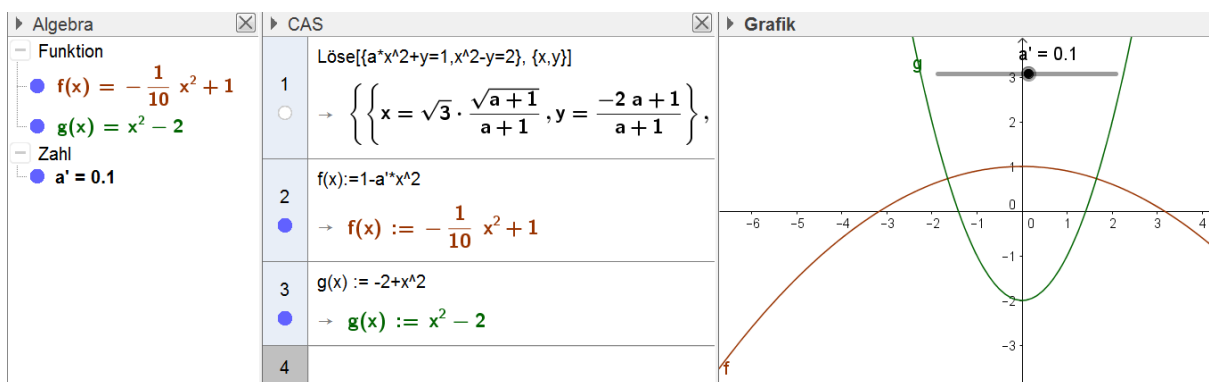 Algebra
Funktion
f(x) = − 1/10 x² + 1
g(x) = x² − 2
Zahl
a' = 0.1
CAS
1
Löse[{a*x^2+y=1,x^2-y=2}, {x,y}]
→ { { x = √3 · √(a + 1) / (a + 1) , y = (−2 a + 1) / (a + 1) } ,
2
f(x):=1-a'*x^2
→ f(x) := − 1/10 x² + 1
3
g(x) := -2+x^2
→ g(x) := x² − 2
4
Grafik
a' = 0.1
g
3
2
1
0
−6 −5 −4 −3 −2 −1 0 1 2 3 4
−1
−2
−3
f